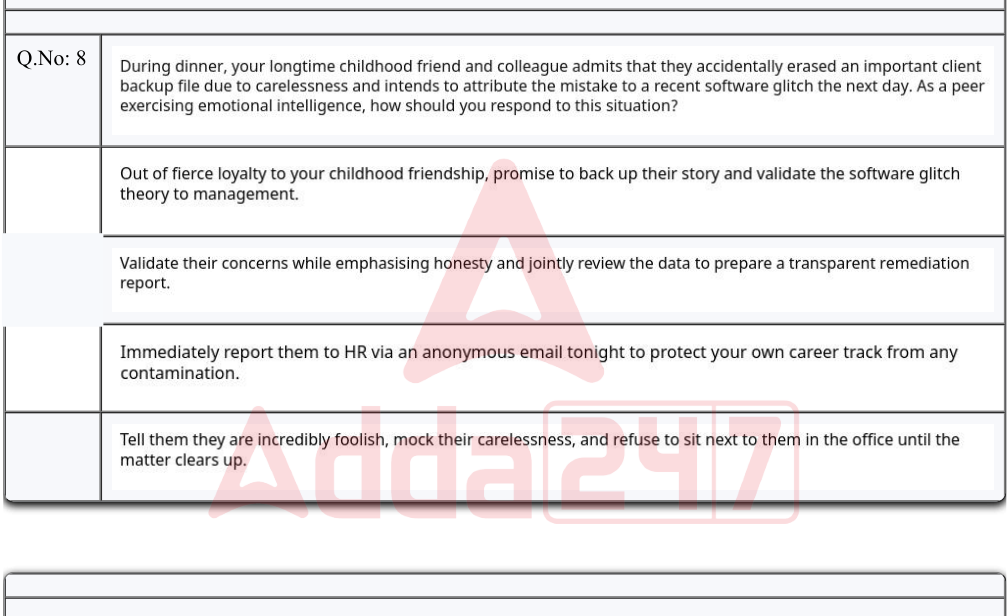 Q.No: 8
During dinner, your longtime childhood friend and colleague admits that they accidentally erased an important client
backup file due to carelessness and intends to attribute the mistake to a recent software glitch the next day. As a peer
exercising emotional intelligence, how should you respond to this situation?
Out of fierce loyalty to your childhood friendship, promise to back up their story and validate the software glitch
theory to management.
Validate their concerns while emphasising honesty and jointly review the data to prepare a transparent remediation
report.
Immediately report them to HR via an anonymous email tonight to protect your own career track from any
contamination.
Tell them they are incredibly foolish, mock their carelessness, and refuse to sit next to them in the office until the
matter clears up.
Adda247